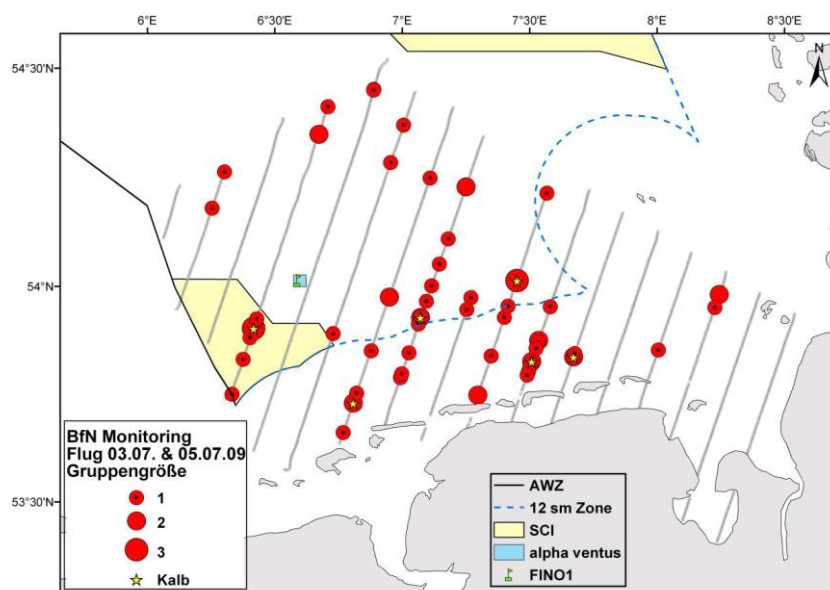 6°E 6°30'E 7°E 7°30'E 8°E 8°30'E
54°30'N
N
54°N
53°30'N
BfN Monitoring
Flug 03.07. & 05.07.09
Gruppengröße
1
2
3
Kalb
AWZ
12 sm Zone
SCI
alpha ventus
FINO1